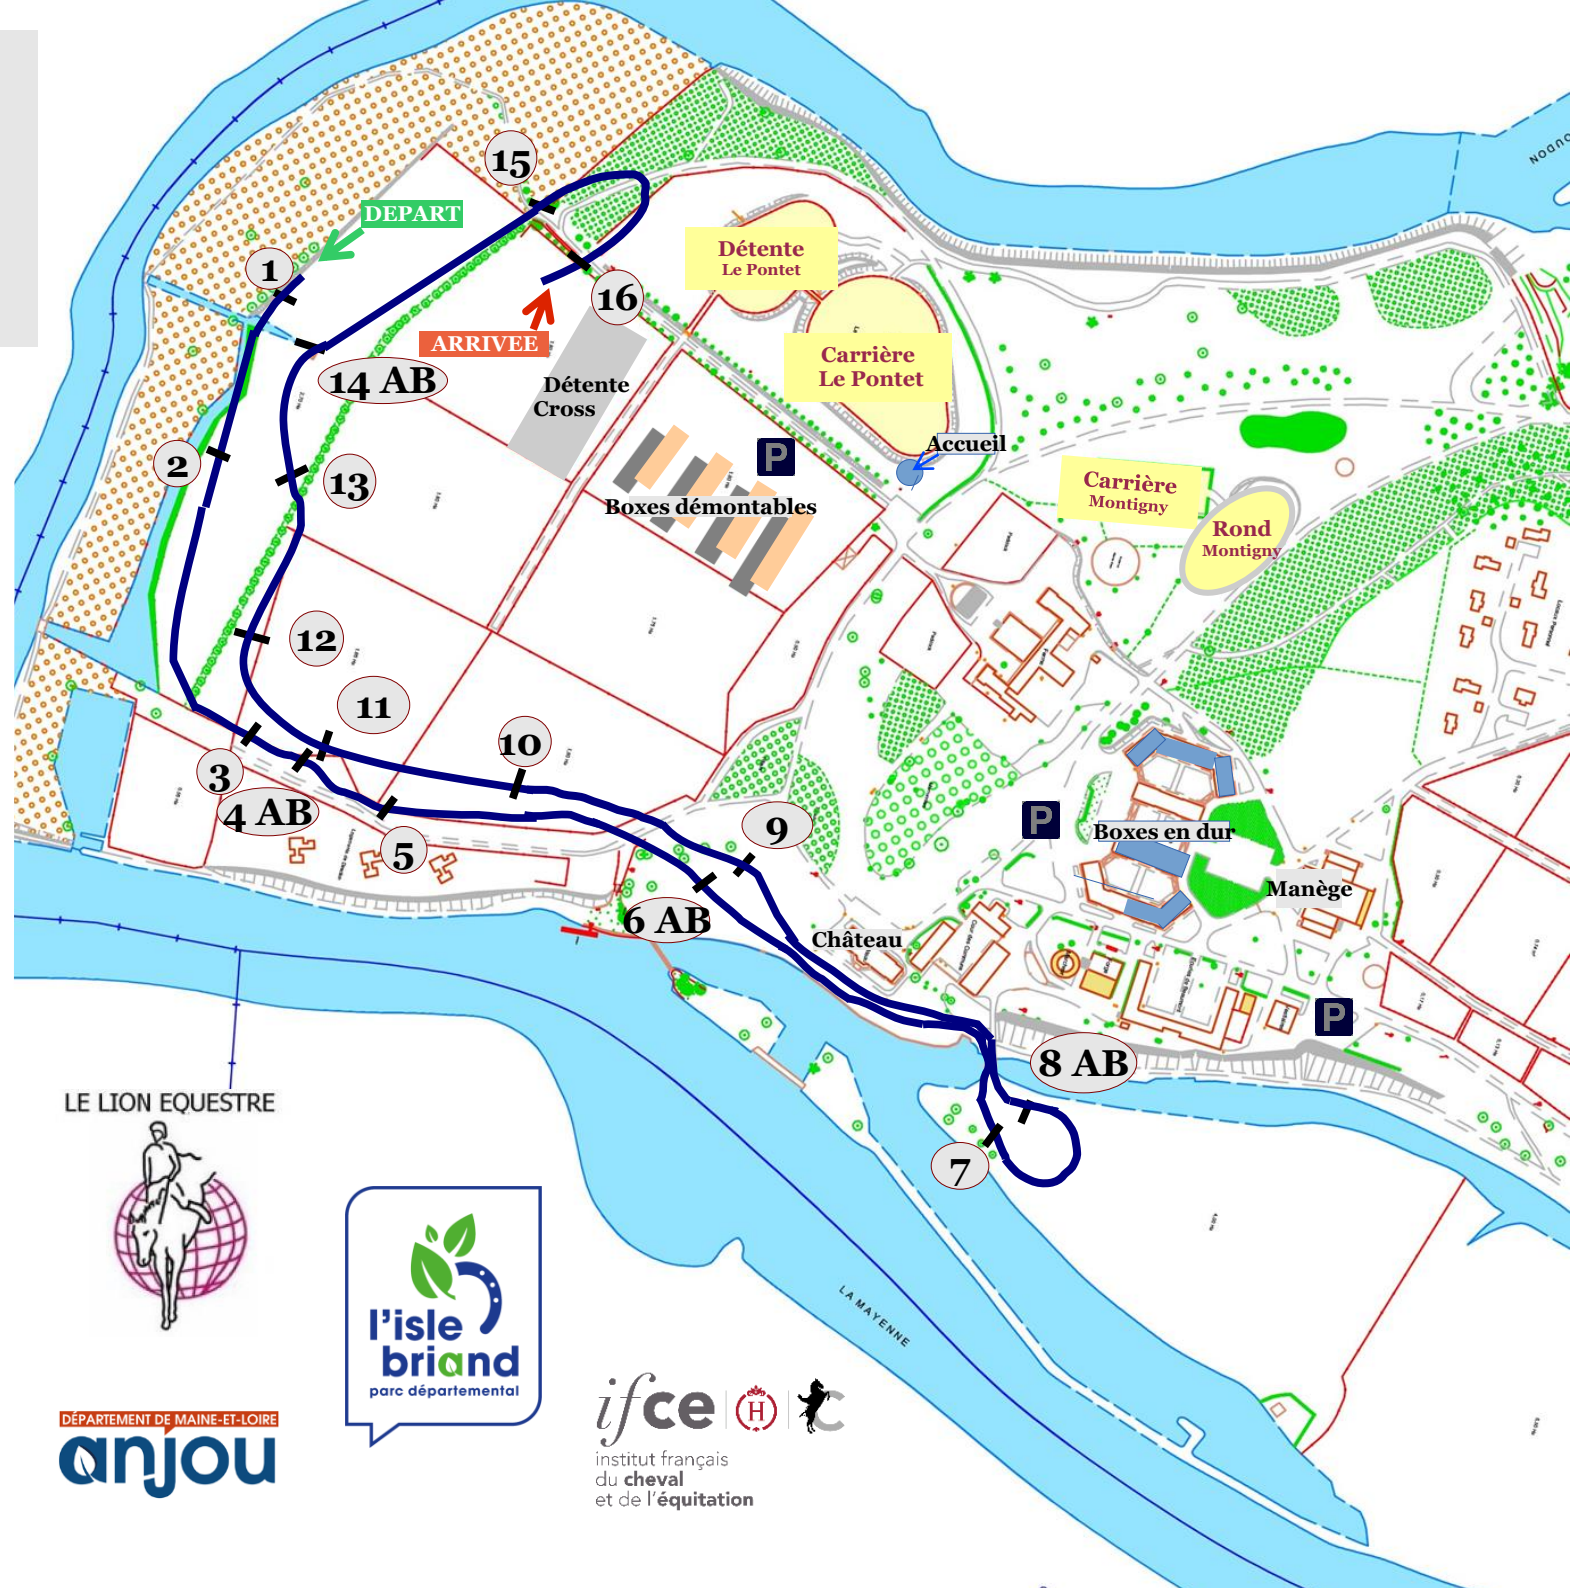 OUDON
15
DEPART
1
16
Détente
Le Pontet
ARRIVEE
Carrière
Le Pontet
14 AB
Détente
Cross
P
Accueil
2
13
Boxes démontables
Carrière
Montigny
Rond
Montigny
12
11
10
3
4 AB
5
9
P
Boxes en dur
Manège
6 AB
Château
P
8 AB
7
LE LION EQUESTRE
l'isle
briand
parc départemental
LA MAYENNE
DÉPARTEMENT DE MAINE-ET-LOIRE
anjou
ifce
H
institut français
du cheval
et de l'équitation